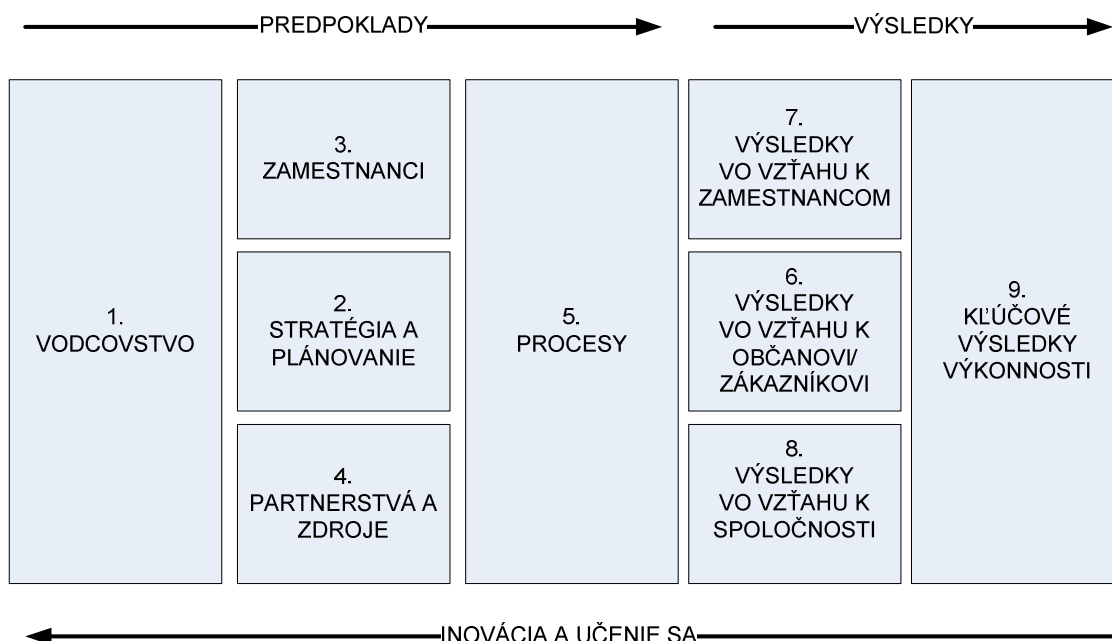 PREDPOKLADY
VÝSLEDKY
1.
VODCOVSTVO
3.
ZAMESTNANCI
2.
STRATÉGIA A
PLÁNOVANIE
4.
PARTNERSTVÁ A
ZDROJE
5.
PROCESY
7.
VÝSLEDKY
VO VZŤAHU K
ZAMESTNANCOM
6.
VÝSLEDKY
VO VZŤAHU K
OBČANOVI/
ZÁKAZNÍKOVI
8.
VÝSLEDKY
VO VZŤAHU K
SPOLOČNOSTI
9.
KĽÚČOVÉ
VÝSLEDKY
VÝKONNOSTI
INOVÁCIA A UČENIE SA